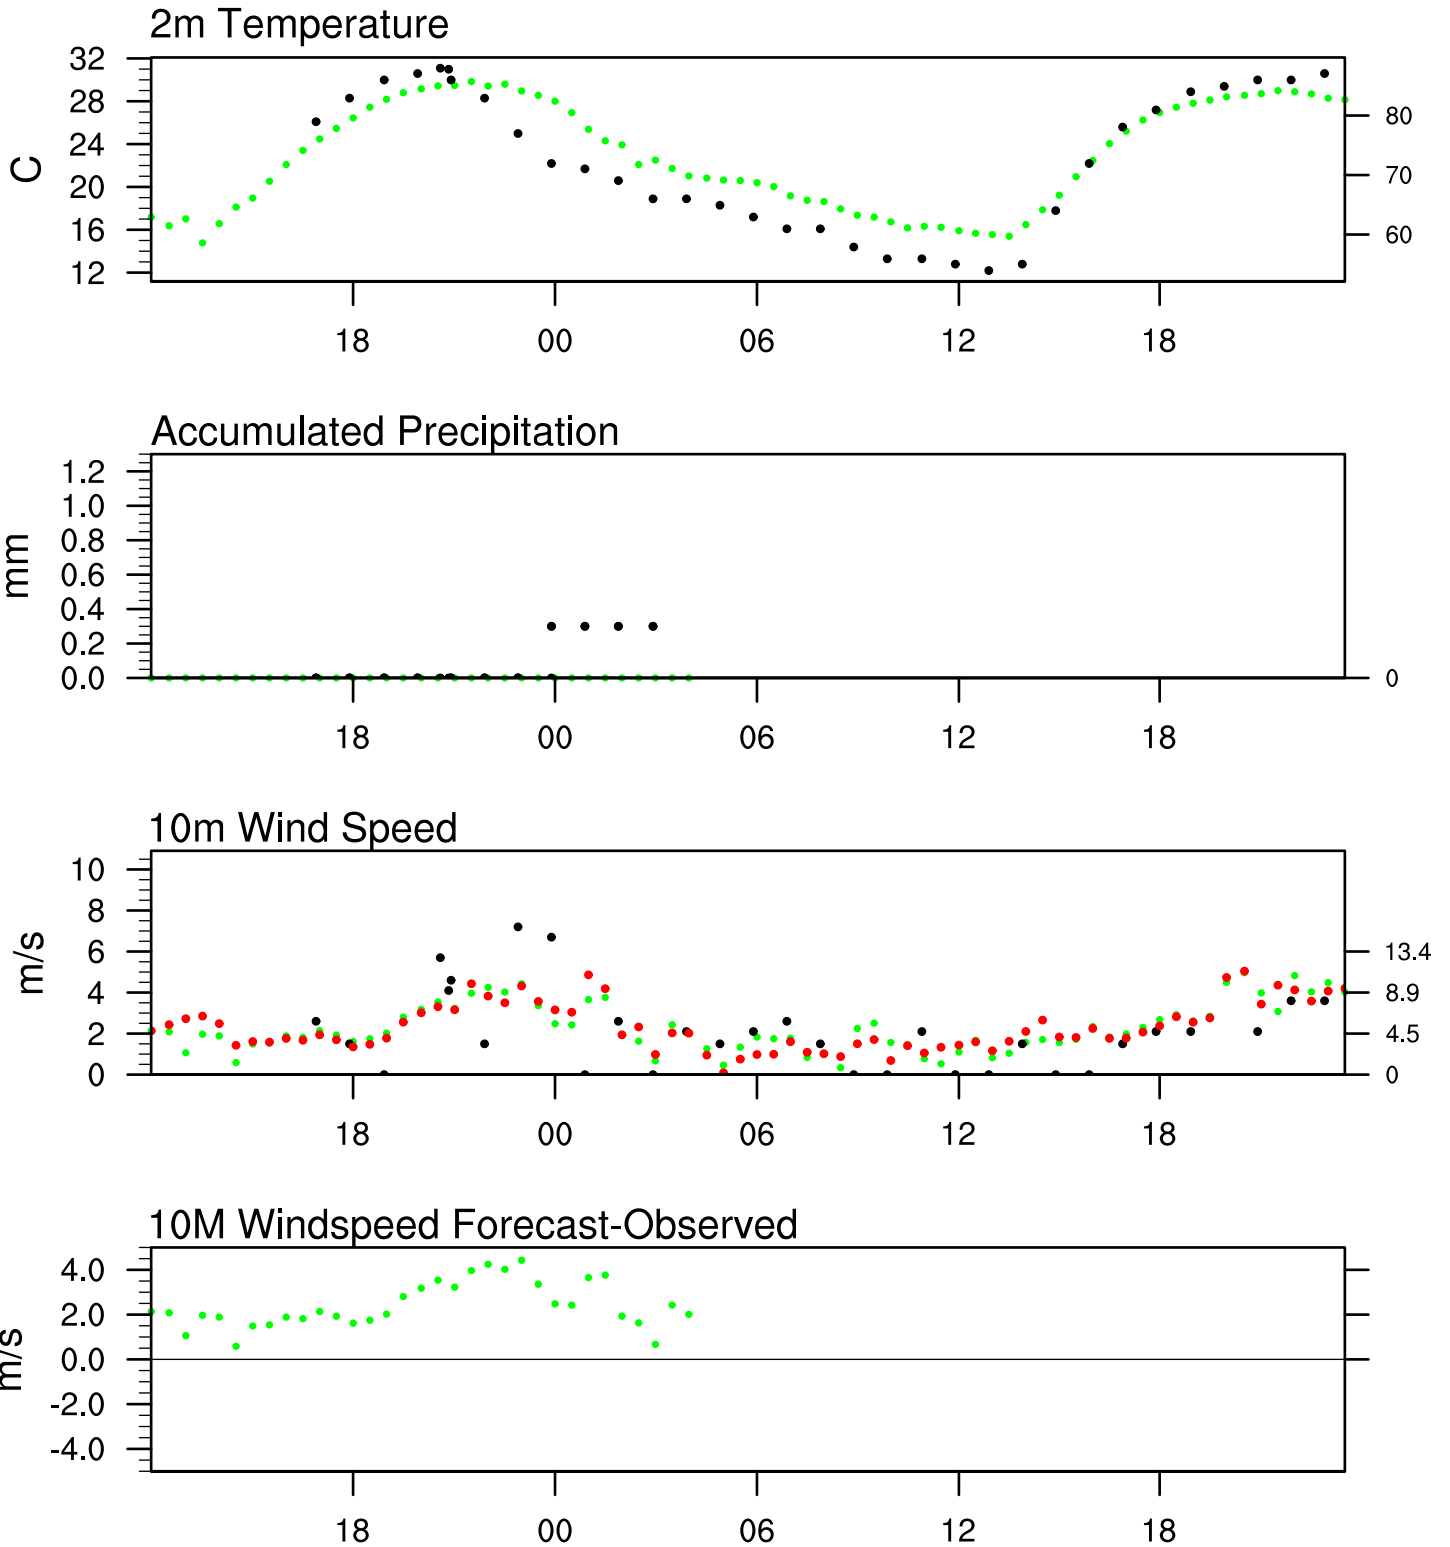 2m Temperature
32
28
24
20
16
12
C
80
70
60
18 00 06 12 18
Accumulated Precipitation
1.2
1.0
0.8
0.6
0.4
0.2
0.0
mm
0
18 00 06 12 18
10m Wind Speed
10
8
6
4
2
0
m/s
13.4
8.9
4.5
0
18 00 06 12 18
10M Windspeed Forecast-Observed
4.0
2.0
0.0
-2.0
-4.0
m/s
18 00 06 12 18